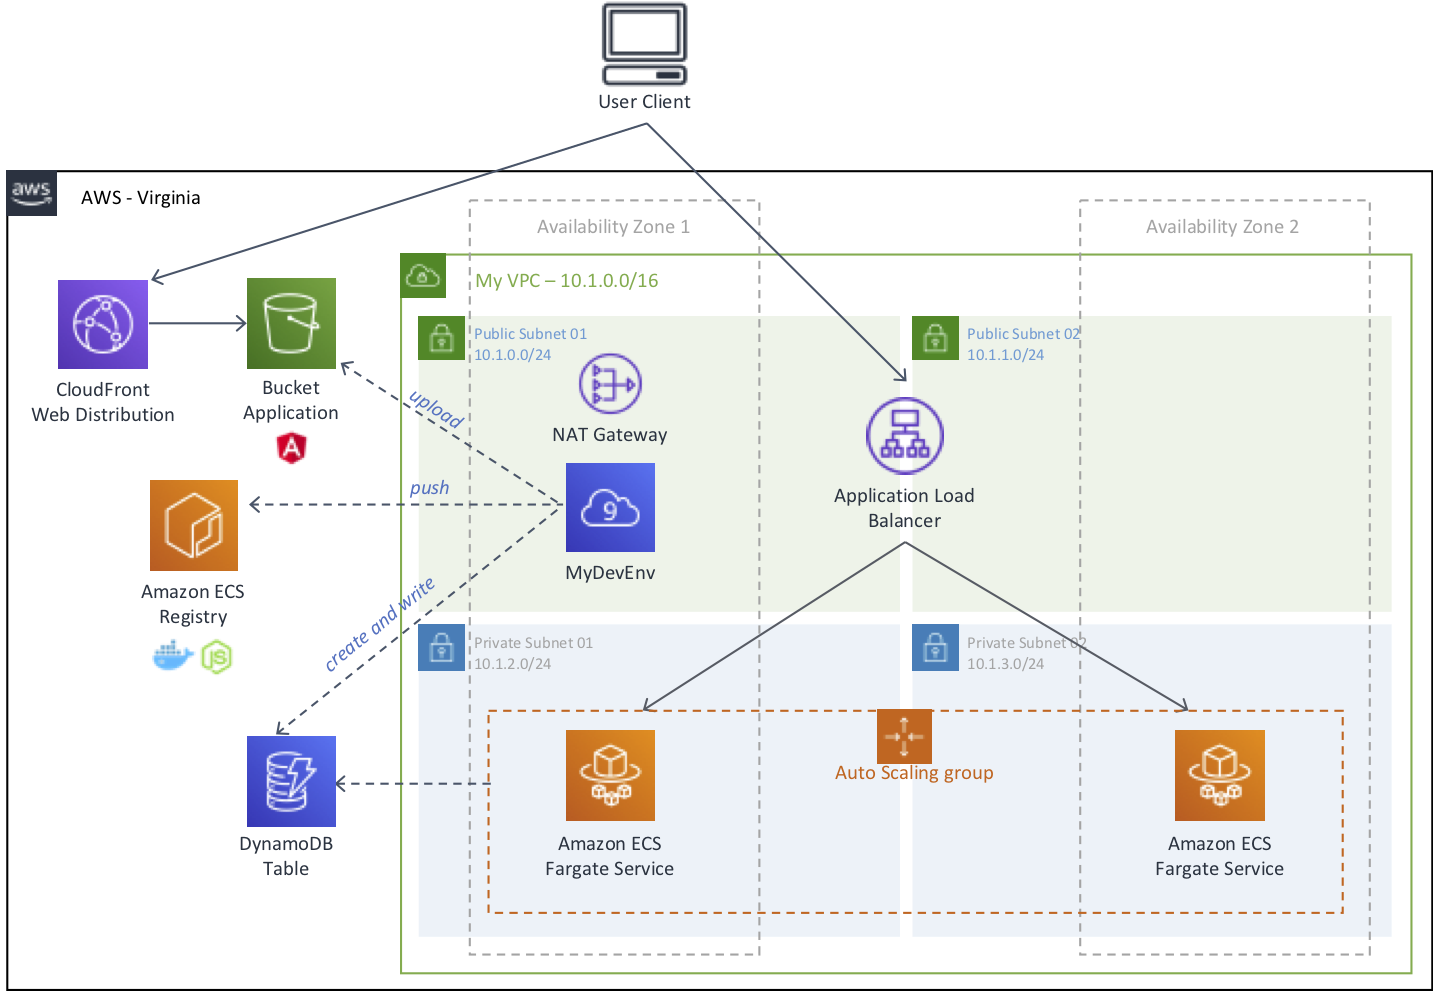 User Client
aws
AWS - Virginia
Availability Zone 1
Availability Zone 2
My VPC – 10.1.0.0/16
Public Subnet 01
10.1.0.0/24
Public Subnet 02
10.1.1.0/24
CloudFront
Web Distribution
Bucket
Application
A
upload
NAT Gateway
push
9
MyDevEnv
Application Load
Balancer
Amazon ECS
Registry
JS
create and write
Private Subnet 01
10.1.2.0/24
Private Subnet 02
10.1.3.0/24
Auto Scaling group
DynamoDB
Table
Amazon ECS
Fargate Service
Amazon ECS
Fargate Service